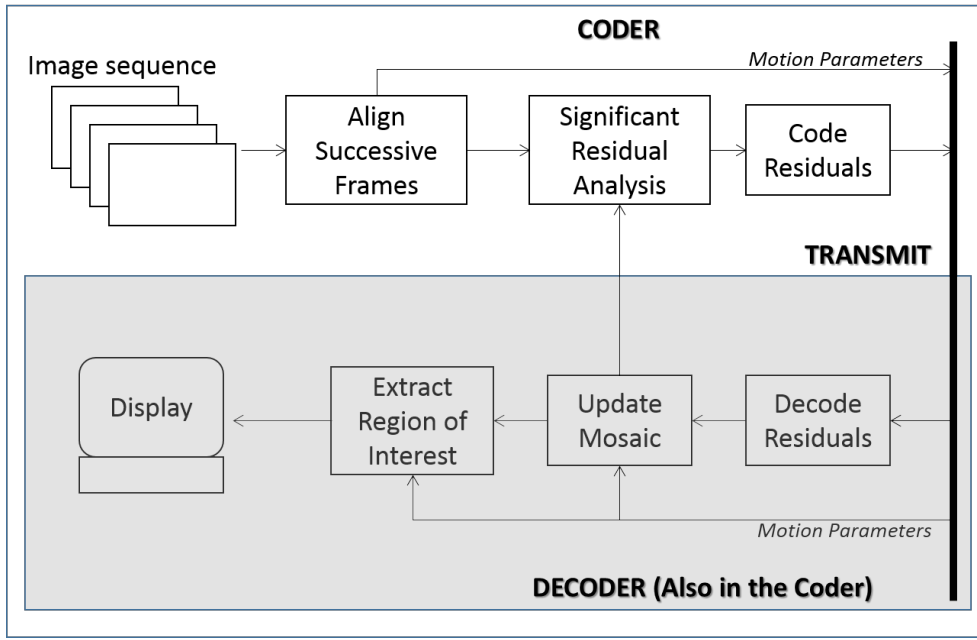 CODER
Motion Parameters
Image sequence
Align
Successive
Frames
Significant
Residual
Analysis
Code
Residuals
TRANSMIT
Display
Extract
Region of
Interest
Update
Mosaic
Decode
Residuals
Motion Parameters
DECODER (Also in the Coder)